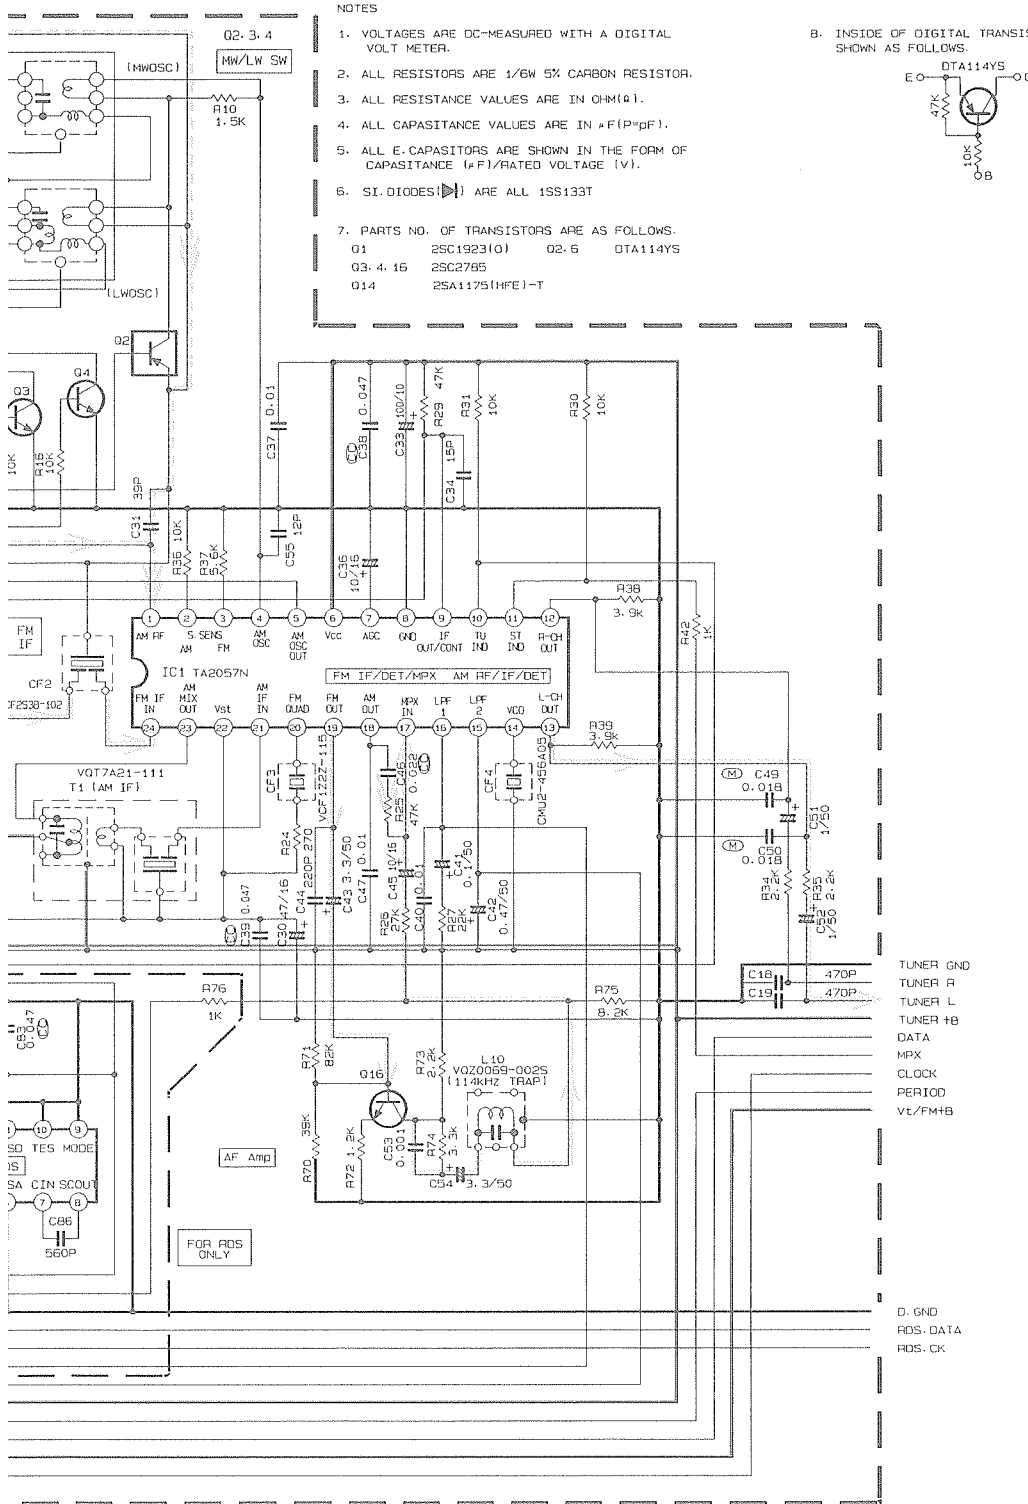 NOTES
1. VOLTAGES ARE DC-MEASURED WITH A DIGITAL
VOLT METER.
2. ALL RESISTORS ARE 1/6W 5% CARBON RESISTOR.
3. ALL RESISTANCE VALUES ARE IN OHM(Ω).
4. ALL CAPASITANCE VALUES ARE IN μF(P=pF).
5. ALL E.CAPASITORS ARE SHOWN IN THE FORM OF
CAPASITANCE (μF)/RATED VOLTAGE (V).
6. SI.DIODES( ) ARE ALL 1SS133T
7. PARTS NO. OF TRANSISTORS ARE AS FOLLOWS.
Q1 2SC1923(O) Q2.6 DTA114YS
Q3.4.16 2SC2785
Q14 2SA1175(HFE)-T
8. INSIDE OF DIGITAL TRANSIS
SHOWN AS FOLLOWS.
DTA114YS
E
47K
10K
B
Q2.3.4
MW/LW SW
(MWOSC)
R10
1.5K
(LWOSC)
Q2
Q4
Q3
10K
R16
10K
39P
C31
R36 10K
R37
5.6K
C37 0.01
C55 12P
C38 0.047
C36
10/16
C33 100/10
R29 47K
15P
C34
R31 10K
R30 10K
R38
3.9K
R42 1K
1 2 3 4 5 6 7 8 9 10 11 12
AM RF
S.SENS
AM
FM
AM
OSC
AM
OSC
OUT
Vcc
AGC
GND
IF
OUT/CONT
TU
IND
ST
IND
R-CH
OUT
FM
IF
CF2
CF2S3B-102
IC1 TA2057N
FM IF/DET/MPX AM RF/IF/DET
FM IF
IN
AM
MIX
OUT
Vst
AM
IF
IN
FM
QUAD
FM
OUT
AM
OUT
MPX
IN
LPF
1
LPF
2
VCO
L-CH
OUT
24 23 22 21 20 19 18 17 16 15 14 13
R39
3.9K
VQT7A21-111
T1 (AM IF)
CF3
VCF1Z2Z-115
C46
0.022
R25
47K
CF4
CMU2-456A05
M C49
0.018
M C50
0.018
C51
1/50
R34
2.2K
R35
2.2K
C52
1/50
R24
270
C44 220P
C43 3.3/50
C47 0.01
C45 10/16
R26
27K
C40 0.01
C41
0.1/50
R27
22K
C42
0.47/50
C39 0.047
C30 47/16
C18 470P
C19 470P
TUNER GND
TUNER R
TUNER L
TUNER +B
DATA
MPX
CLOCK
PERIOD
Vt/FM+B
R76
1K
R75
8.2K
C83
0.047
R71
82K
Q16
R73
2.2K
L10
VQZ0069-002S
(114kHZ TRAP)
R70 39K
R72 1.2K
C53
0.001
R74
3.3K
C54 3.3/50
10 9
SD TES MODE
SA CIN SCOUT
7 8
C86
560P
AF Amp
FOR RDS
ONLY
D.GND
RDS.DATA
RDS.CK